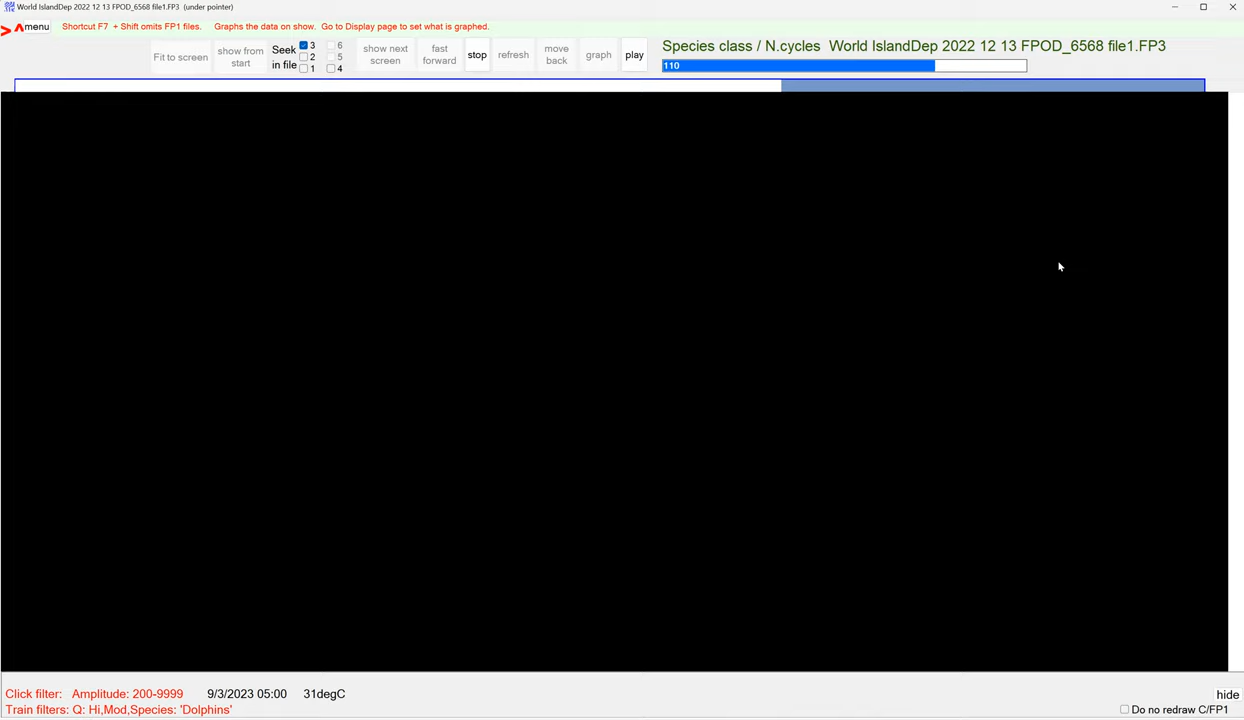 World IslandDep 2022 12 13 FPOD_6568 file1.FP3 (under pointer)
menu Shortcut F7 + Shift omits FP1 files. Graphs the data on show. Go to Display page to set what is graphed.
Fit to screen
show from start
Seek in file
3
2
1
6
5
4
show next screen
fast forward
stop
refresh
move back
graph
play
Species class / N.cycles World IslandDep 2022 12 13 FPOD_6568 file1.FP3
110
Click filter: Amplitude: 200-9999 9/3/2023 05:00 31degC
hide
Train filters: Q: Hi,Mod,Species: 'Dolphins'
Do no redraw C/FP1